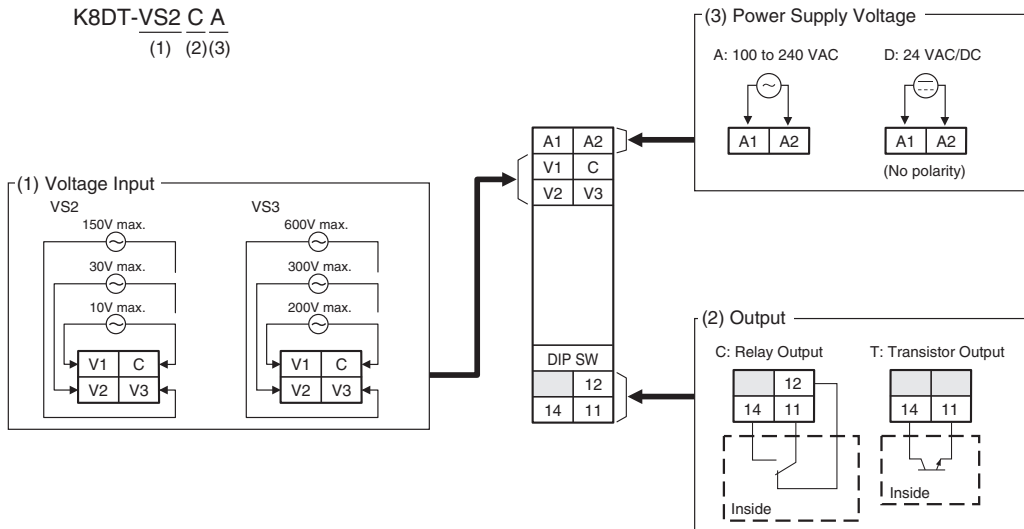 K8DT-VS2 C A
(1) (2)(3)
(3) Power Supply Voltage
A: 100 to 240 VAC D: 24 VAC/DC
A1 A2 A1 A2
(No polarity)
A1 A2
V1 C
V2 V3
DIP SW
12
14 11
(1) Voltage Input
VS2 VS3
150V max. 600V max.
30V max. 300V max.
10V max. 200V max.
V1 C V1 C
V2 V3 V2 V3
(2) Output
C: Relay Output T: Transistor Output
12
14 11 14 11
Inside Inside